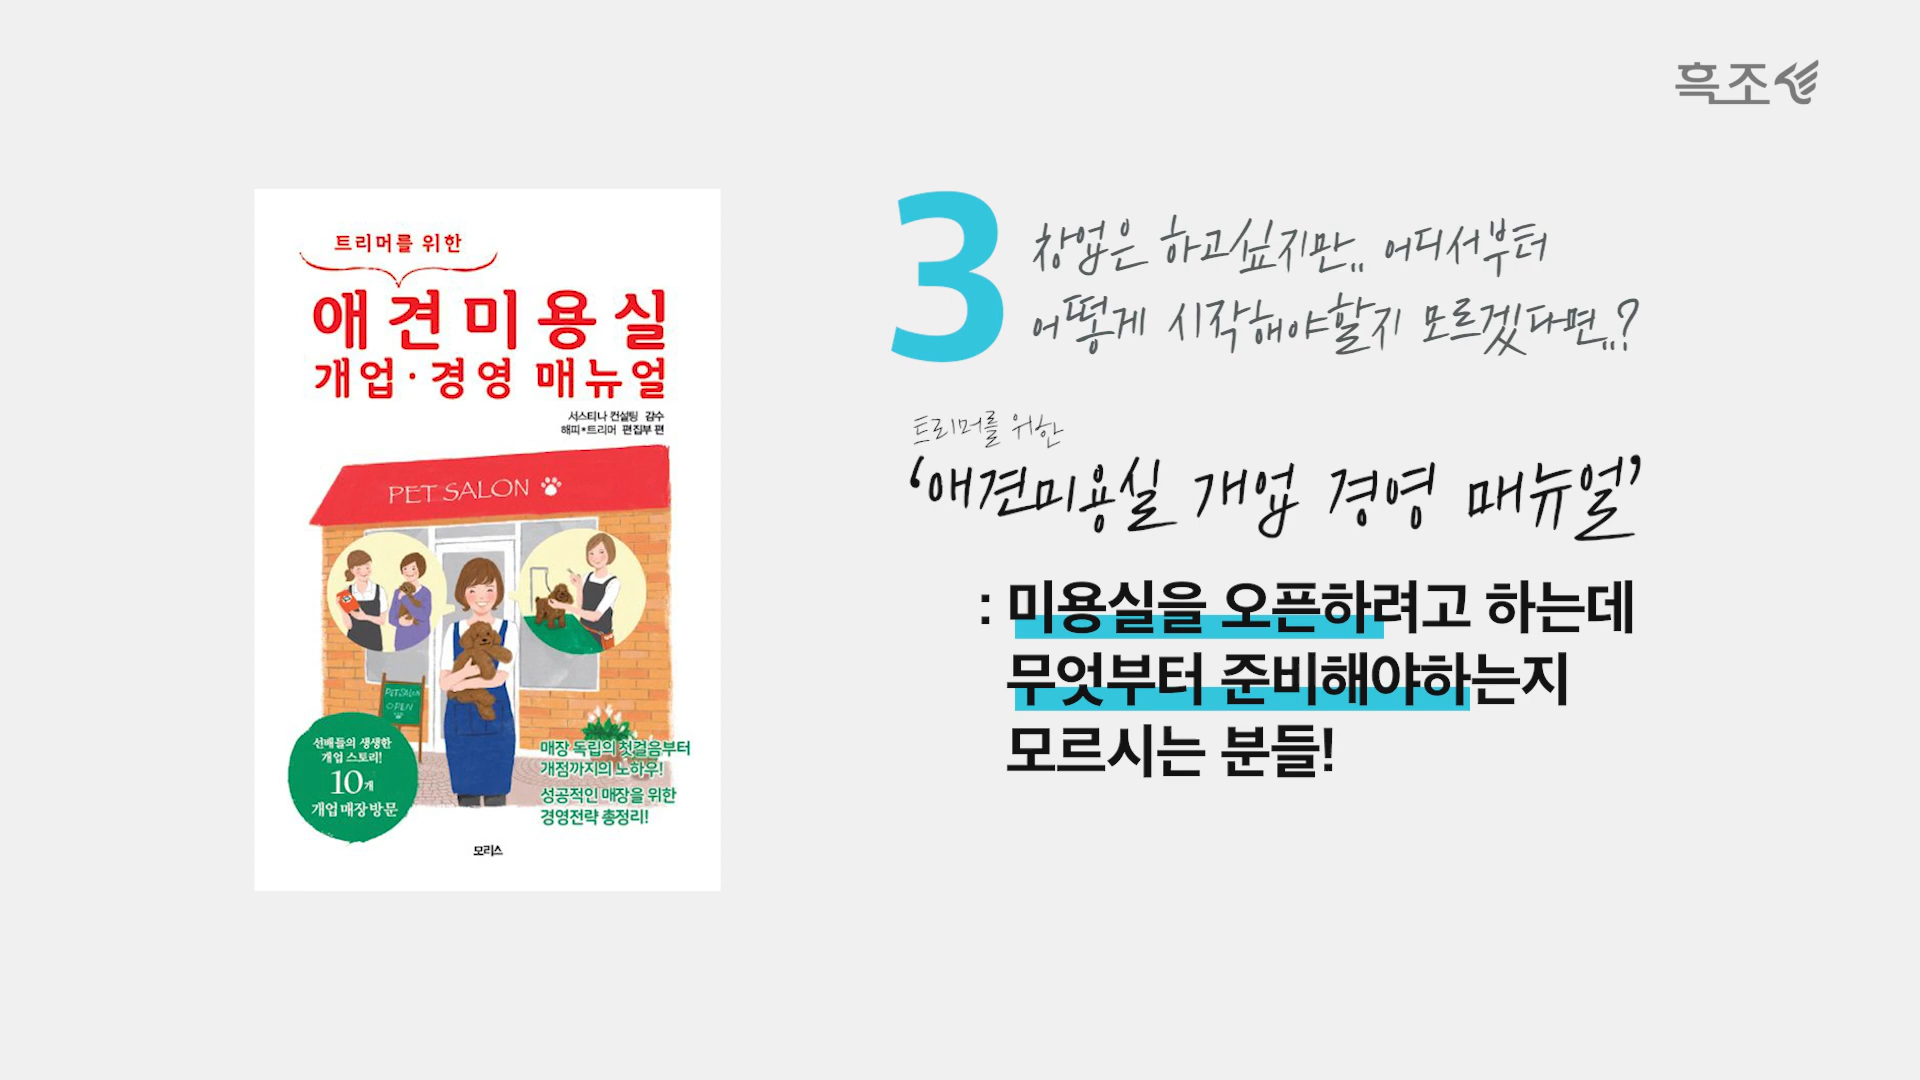 흑조
트리머를 위한
애견미용실
개업·경영 매뉴얼
서스티나 컨설팅 감수
해피*트리머 편집부 편
PET SALON
PET SALON
OPEN
선배들의 생생한
개업 스토리!
10개
개업 매장 방문
매장 독립의 첫걸음부터
개점까지의 노하우!
성공적인 매장을 위한
경영전략 총정리!
모리스
3
창업은 하고싶지만.. 어디서부터
어떻게 시작해야할지 모르겠다면..?
트리머를 위한
‘애견미용실 개업 경영 매뉴얼’
: 미용실을 오픈하려고 하는데
무엇부터 준비해야하는지
모르시는 분들!